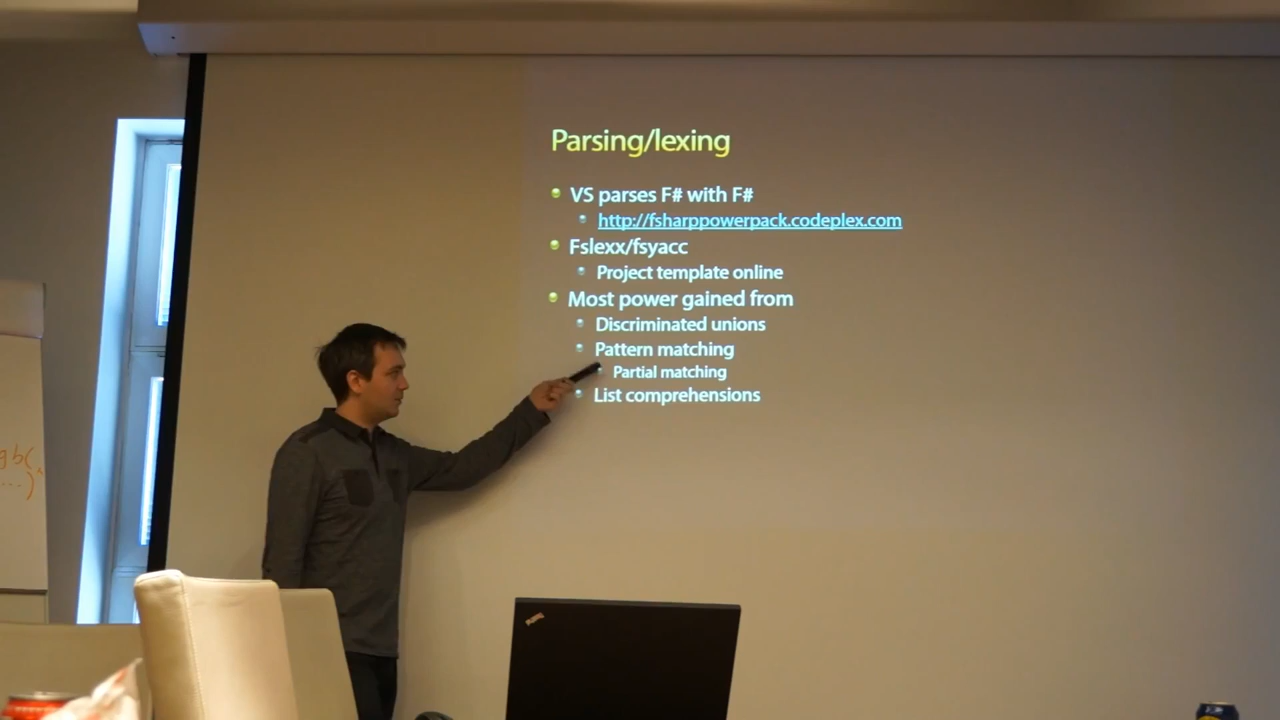 Parsing/lexing
VS parses F# with F#
http://fsharppowerpack.codeplex.com
Fslexx/fsyacc
Project template online
Most power gained from
Discriminated unions
Pattern matching
Partial matching
List comprehensions
gb(
...)